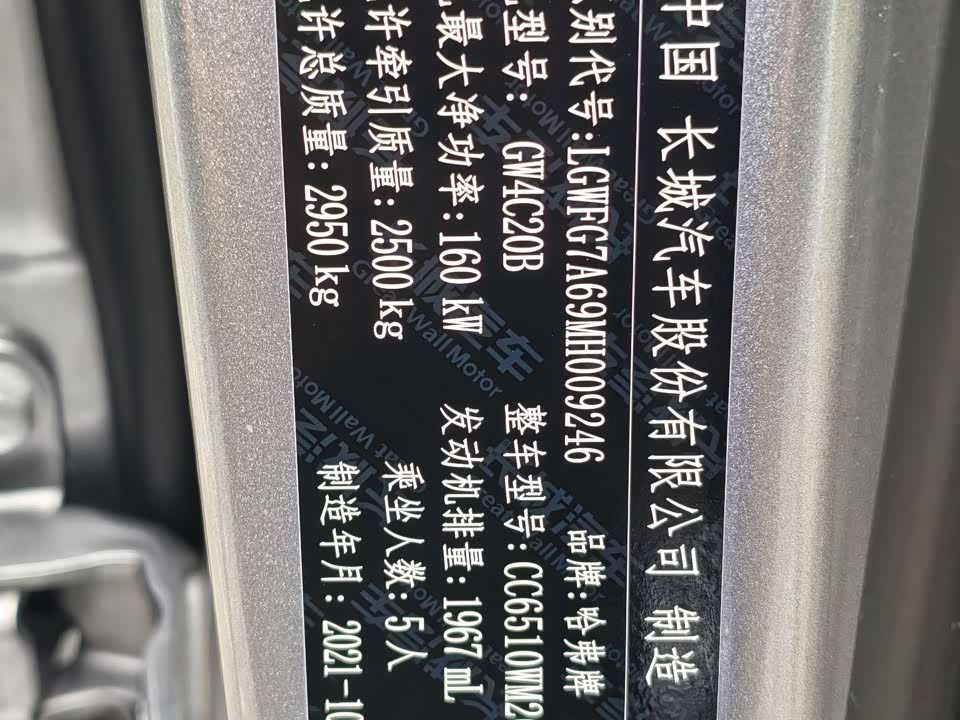 中国 长城汽车股份有限公司 制造
别代号:LGWFG7A69MH009246 品牌:哈弗牌
型号: GW4C20B 整车型号:CC6510WM2
最大净功率:160 kW 发动机排量:1967 mL
许牵引质量:2500 kg 乘坐人数:5人
许总质量: 2950 kg 制造年月: 2021-10